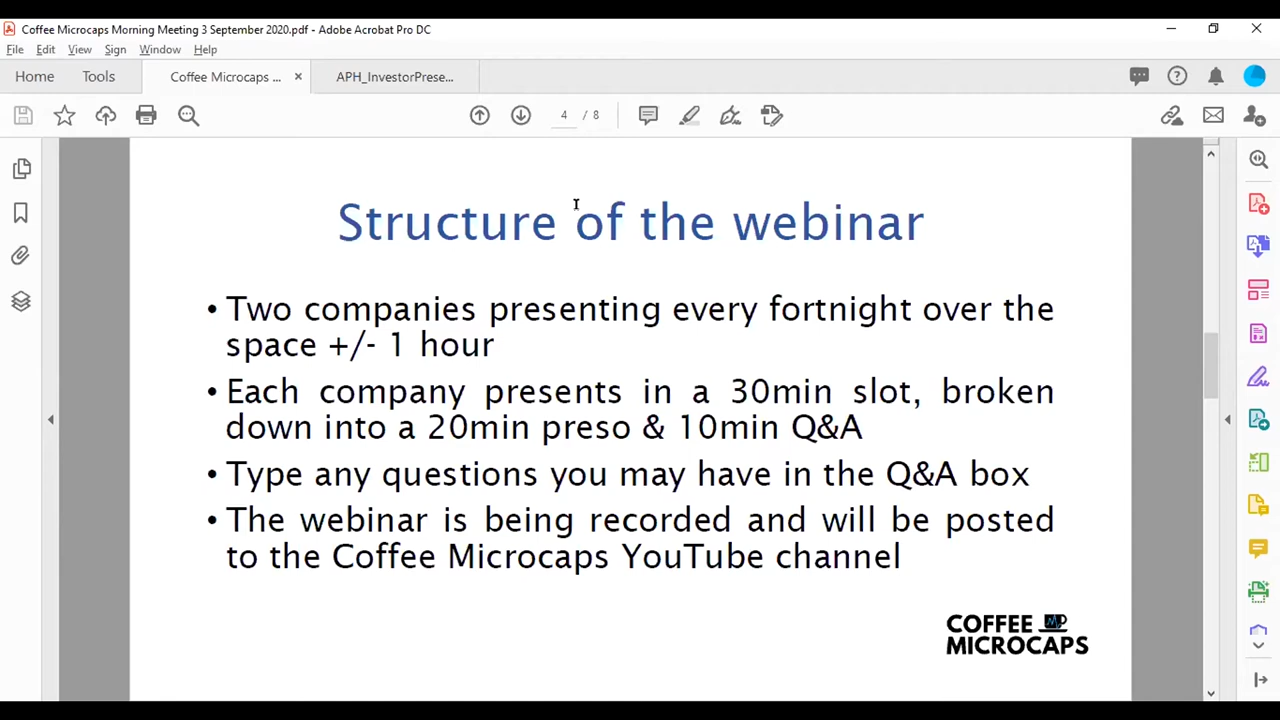 Coffee Microcaps Morning Meeting 3 September 2020.pdf - Adobe Acrobat Pro DC
File Edit View Sign Window Help
Home Tools Coffee Microcaps ... × APH_InvestorPrese...
4 / 8
Structure of the webinar
• Two companies presenting every fortnight over the
space +/- 1 hour
• Each company presents in a 30min slot, broken
down into a 20min preso & 10min Q&A
• Type any questions you may have in the Q&A box
• The webinar is being recorded and will be posted
to the Coffee Microcaps YouTube channel
COFFEE
MICROCAPS